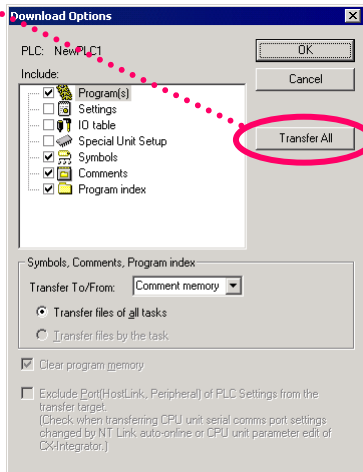 Download Options
PLC: NewPLC1
OK
Include:
Cancel
Program(s)
Settings
IO table
Transfer All
Special Unit Setup
Symbols
Comments
Program index
Symbols, Comments, Program index
Transfer To/From: Comment memory
Transfer files of all tasks
Transfer files by the task
Clear program memory
Exclude Port(HostLink, Peripheral) of PLC Settings from the
transfer target.
(Check when transferring CPU unit serial comms port settings
changed by NT Link auto-online or CPU unit parameter edit of
CX-Integrator.)